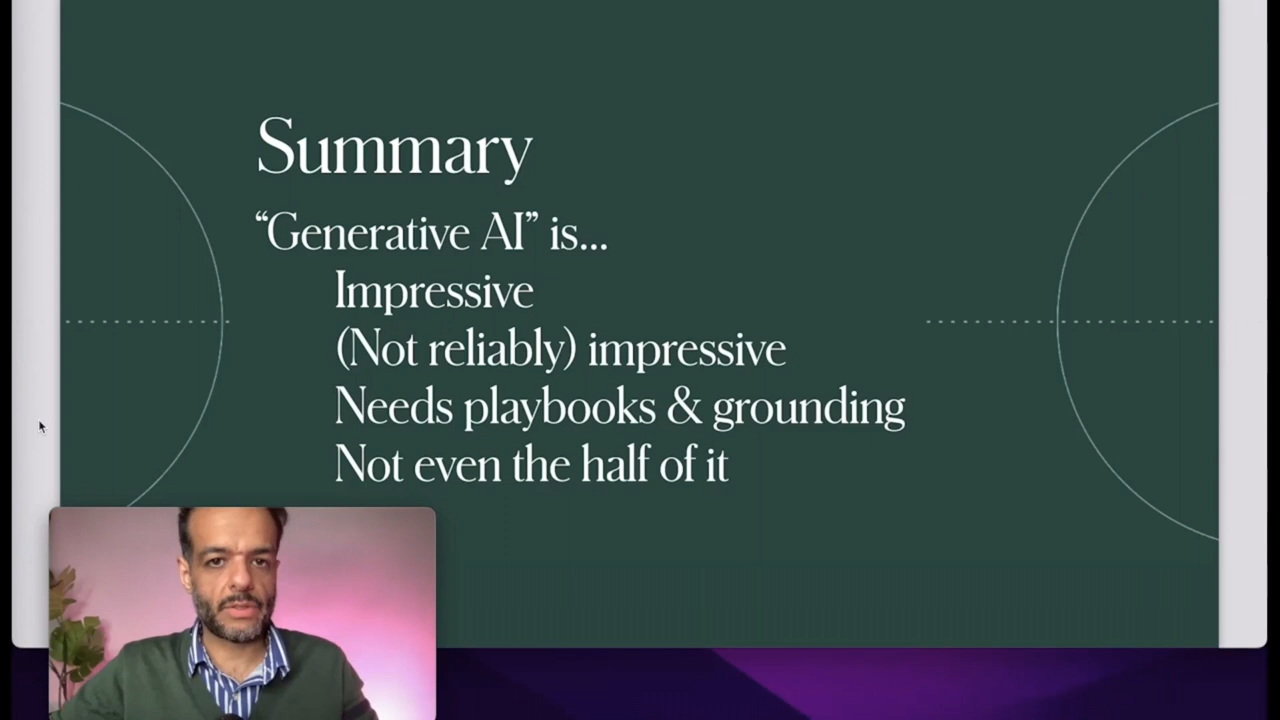 Summary
“Generative AI” is...
Impressive
(Not reliably) impressive
Needs playbooks & grounding
Not even the half of it